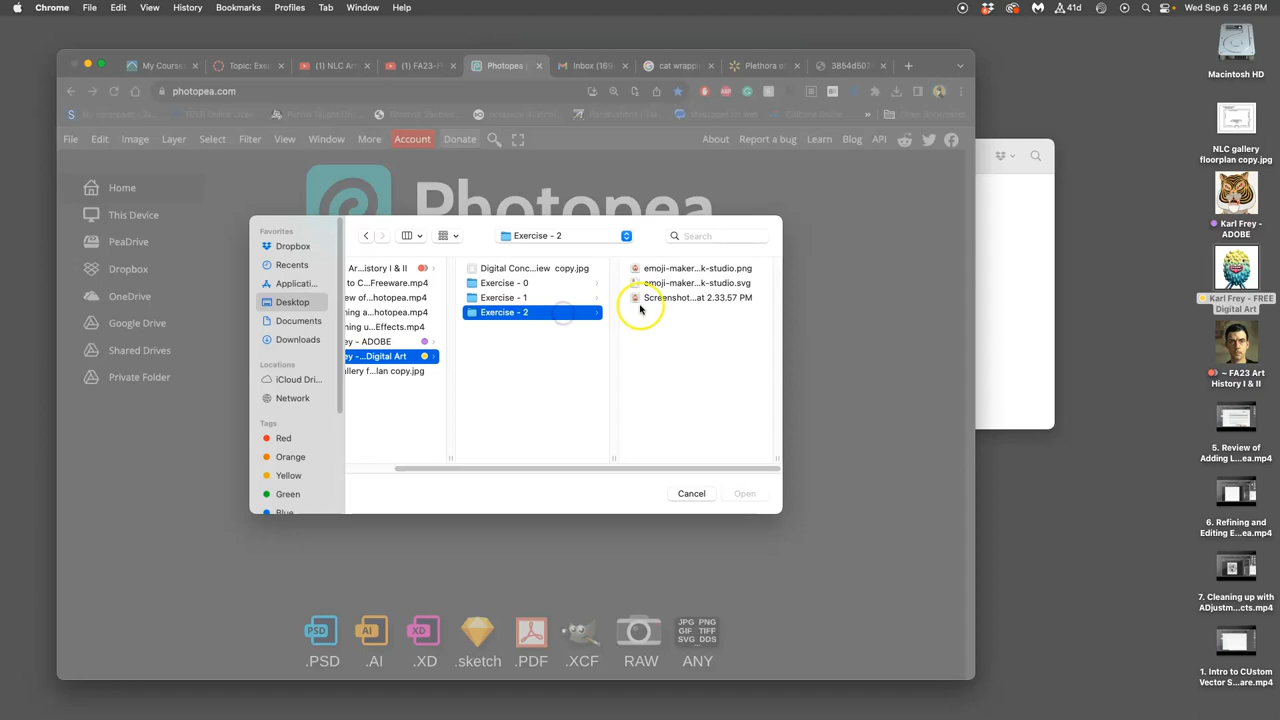 Chrome File Edit View History Bookmarks Profiles Tab Window Help
41d Wed Sep 6 2:46 PM
My Course Topic: Exe (1) NLC Ar (1) FA23-F Photopea Inbox (169 cat wrappi Plethora o 3854d507
photopea.com
File Edit Image Layer Select Filter View Window More Account Donate
About Report a bug Learn Blog API
Home
This Device
PeaDrive
Dropbox
OneDrive
Google Drive
Shared Drives
Private Folder
Photopea
Favorites
Dropbox
Recents
Applicati...
Desktop
Documents
Downloads
Locations
iCloud Dri...
Network
Tags
Red
Orange
Yellow
Green
Blue
Exercise - 2
Search
Ar...istory I & II
to C...Freeware.mp4
ew of...hotopea.mp4
ning a...hotopea.mp4
ning u...Effects.mp4
.rey - ADOBE
ey -...Digital Art
allery f...lan copy.jpg
Digital Conc...iew copy.jpg
Exercise - 0
Exercise - 1
Exercise - 2
emoji-maker...k-studio.png
emoji-maker...k-studio.svg
Screenshot...at 2.33.57 PM
Cancel Open
.PSD .AI .XD .sketch .PDF .XCF RAW ANY
JPG PNG
GIF TIFF
SVG DDS
Macintosh HD
NLC gallery
floorplan copy.jpg
Karl Frey -
ADOBE
Karl Frey - FREE
Digital Art
~ FA23 Art
History I & II
5. Review of
Adding L...ea.mp4
6. Refining and
Editing E...ea.mp4
7. Cleaning up with
ADjustm...cts.mp4
1. Intro to CUstom
Vector S...are.mp4